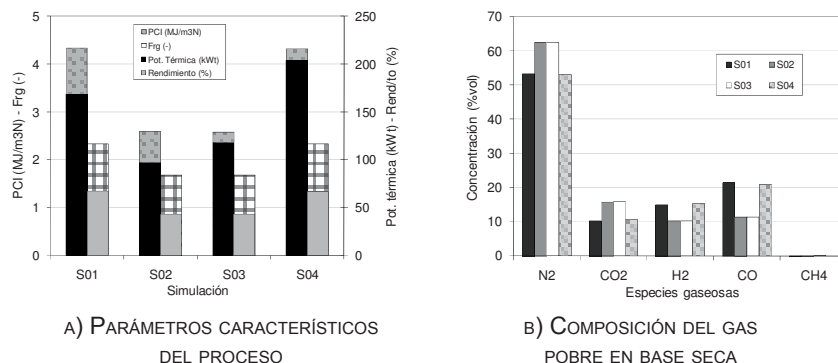 5
4
3
2
1
0
PCI (MJ/m3N) - Frg (-)
PCI (MJ/m3N)
Frg (-)
Pot. Térmica (kWt)
Rendimiento (%)
250
200
150
100
50
0
Pot. térmica (kWt) - Rend/to (%)
S01 S02 S03 S04
Simulación
A) PARÁMETROS CARACTERÍSTICOS
DEL PROCESO
70
60
50
40
30
20
10
0
Concentración (%vol)
S01 S02
S03 S04
N2 CO2 H2 CO CH4
Especies gaseosas
B) COMPOSICIÓN DEL GAS
POBRE EN BASE SECA